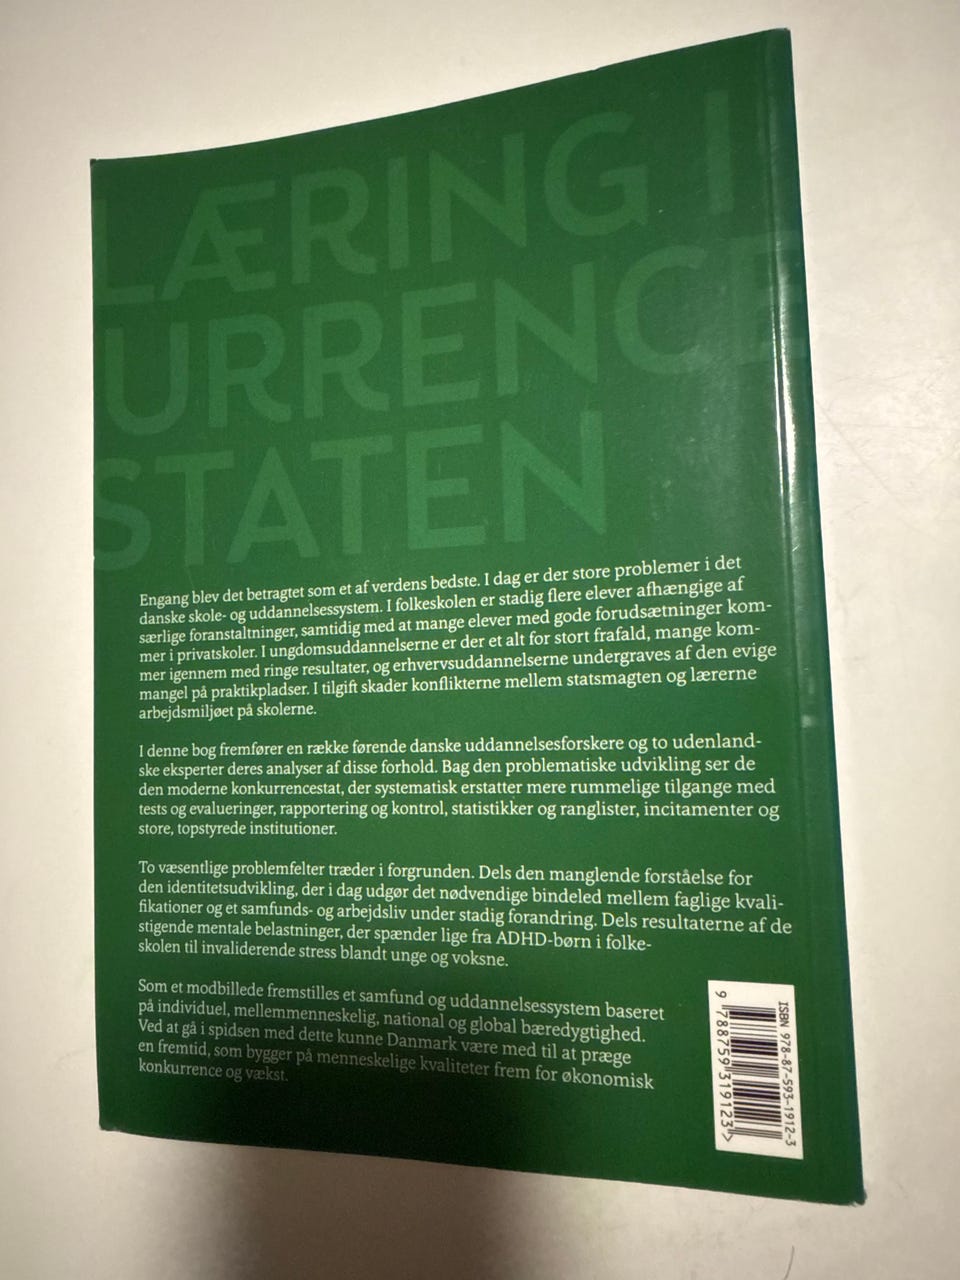 LÆRING I
URRENCE
STATEN
Engang blev det betragtet som et af verdens bedste. I dag er der store problemer i det
danske skole- og uddannelsessystem. I folkeskolen er stadig flere elever afhængige af
særlige foranstaltninger, samtidig med at mange elever med gode forudsætninger kom-
mer i privatskoler. I ungdomsuddannelserne er der et alt for stort frafald, mange kom-
mer igennem med ringe resultater, og erhvervsuddannelserne undergraves af den evige
mangel på praktikpladser. I tilgift skader konflikterne mellem statsmagten og lærerne
arbejdsmiljøet på skolerne.
I denne bog fremfører en række førende danske uddannelsesforskere og to udenland-
ske eksperter deres analyser af disse forhold. Bag den problematiske udvikling ser de
den moderne konkurrencestat, der systematisk erstatter mere rummelige tilgange med
tests og evalueringer, rapportering og kontrol, statistikker og ranglister, incitamenter og
store, topstyrede institutioner.
To væsentlige problemfelter træder i forgrunden. Dels den manglende forståelse for
den identitetsudvikling, der i dag udgør det nødvendige bindeled mellem faglige kvali-
fikationer og et samfunds- og arbejdsliv under stadig forandring. Dels resultaterne af de
stigende mentale belastninger, der spænder lige fra ADHD-børn i folke-
skolen til invaliderende stress blandt unge og voksne.
Som et modbillede fremstilles et samfund og uddannelsessystem baseret
på individuel, mellemmenneskelig, national og global bæredygtighed.
Ved at gå i spidsen med dette kunne Danmark være med til at præge
en fremtid, som bygger på menneskelige kvaliteter frem for økonomisk
konkurrence og vækst.
ISBN 978-87-593-1912-3
9 788759 319123 >